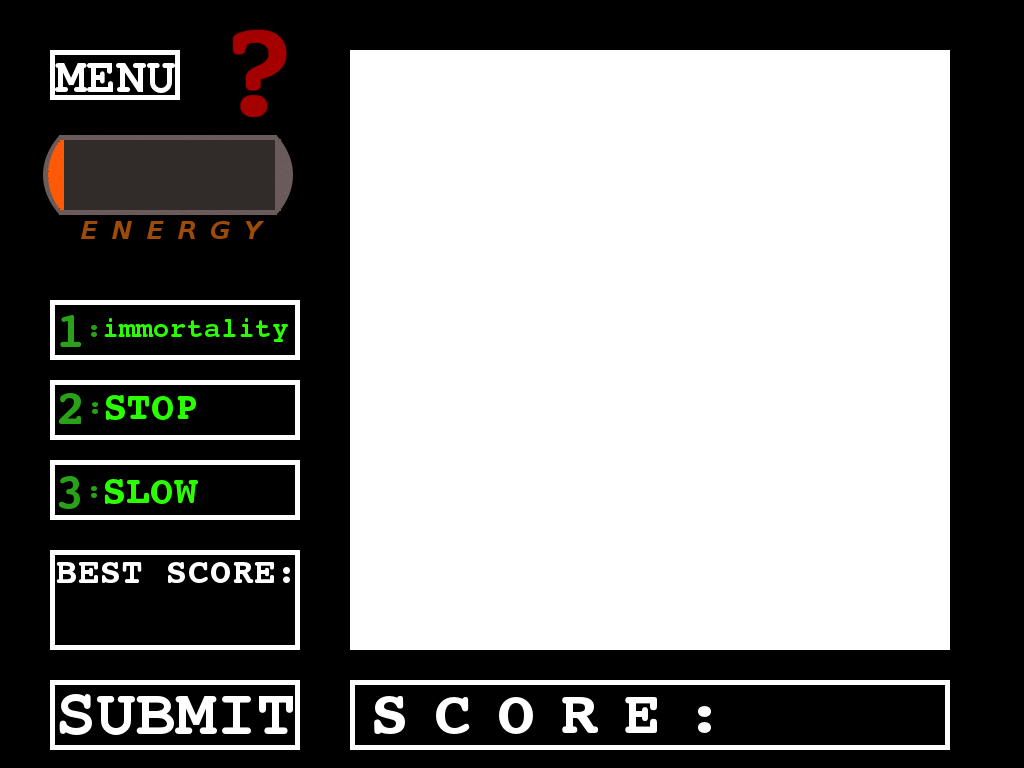 MENU ?
ENERGY
1:immortality
2:STOP
3:SLOW
BEST SCORE:
SUBMIT
SCORE: